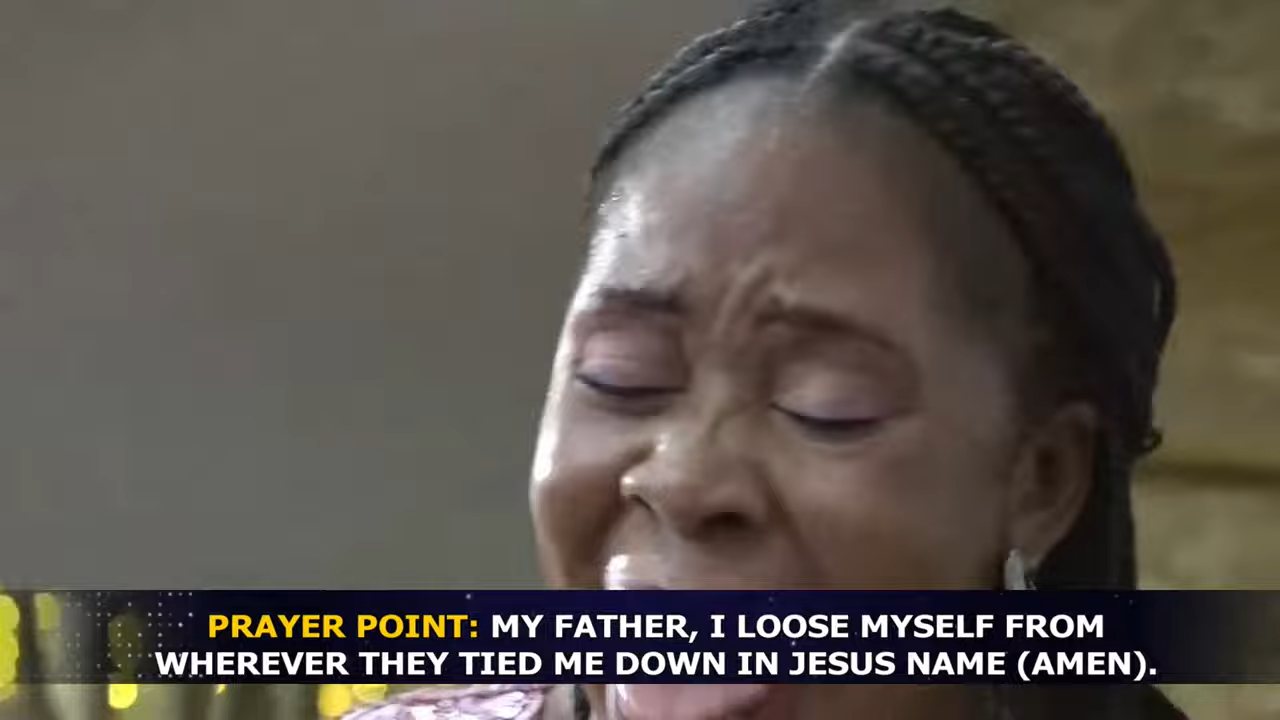 PRAYER POINT: MY FATHER, I LOOSE MYSELF FROM
WHEREVER THEY TIED ME DOWN IN JESUS NAME (AMEN).